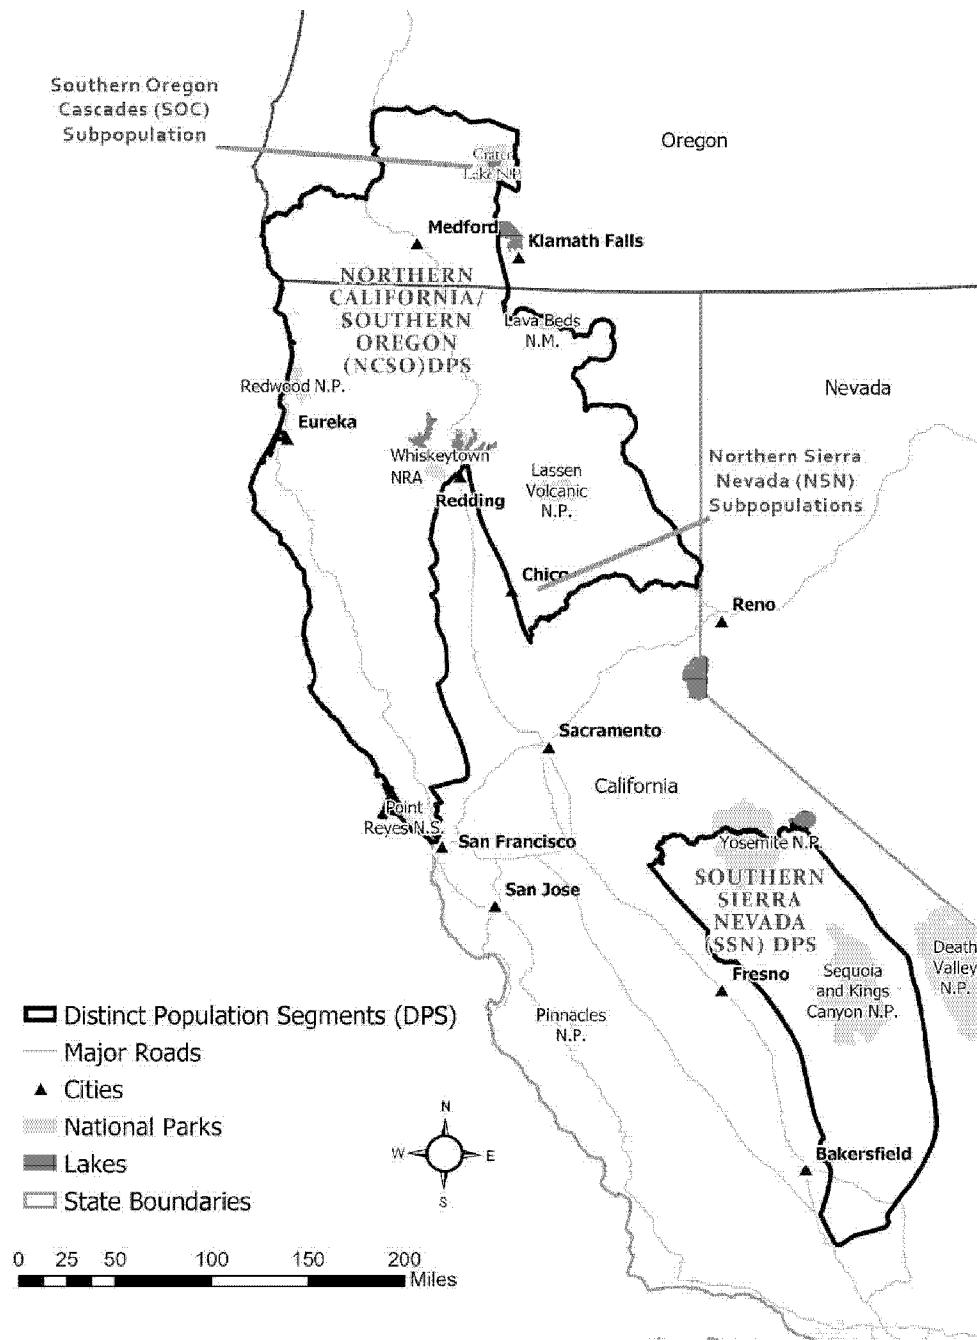 Southern Oregon
Cascades (SOC)
Subpopulation
Oregon
Crater
Lake N.P.
Medford
Klamath Falls
NORTHERN
CALIFORNIA/
SOUTHERN
OREGON
(NCSO)DPS
Lava Beds
N.M.
Redwood N.P.
Nevada
Eureka
Northern Sierra
Nevada (NSN)
Subpopulations
Whiskeytown
NRA
Lassen
Volcanic
N.P.
Redding
Chico
Reno
Sacramento
California
Point
Reyes N.S.
San Francisco
Yosemite N.P.
SOUTHERN
SIERRA
NEVADA
(SSN) DPS
San Jose
Death
Valley
N.P.
Fresno
Sequoia
and Kings
Canyon N.P.
Pinnacles
N.P.
Bakersfield
Distinct Population Segments (DPS)
Major Roads
Cities
National Parks
Lakes
State Boundaries
N
W
E
S
0 25 50 100 150 200
Miles